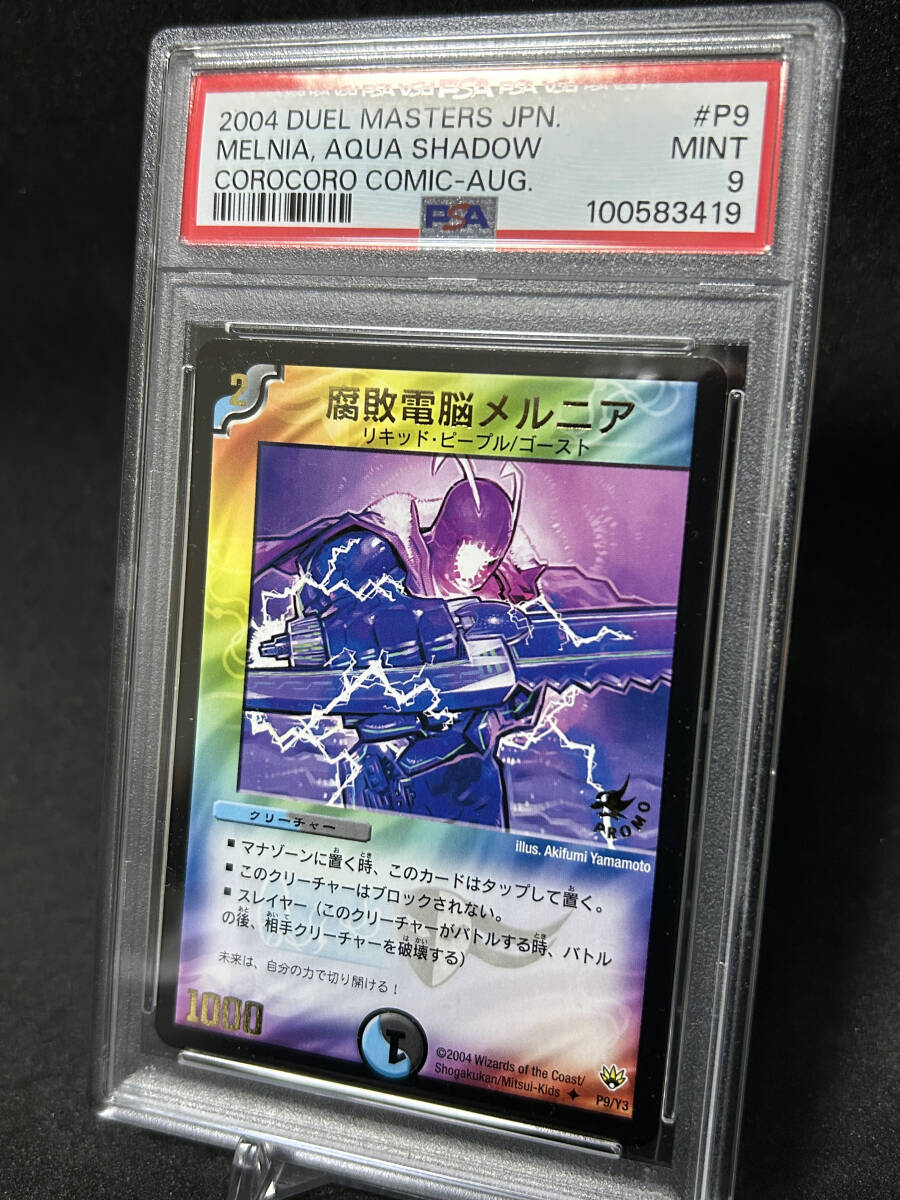 2004 DUEL MASTERS JPN. #P9
MELNIA, AQUA SHADOW MINT
COROCORO COMIC-AUG. 9
PSA 100583419
2
腐敗電脳メルニア
リキッド・ピープル/ゴースト
PROMO
illus. Akifumi Yamamoto
クリーチャー
■ マナゾーンに置く時、このカードはタップして置く。
■ このクリーチャーはブロックされない。
■ スレイヤー（このクリーチャーがバトルする時、バトル
の後、相手クリーチャーを破壊する）
未来は、自分の力で切り開ける！
1000
1
©2004 Wizards of the Coast/
Shogakukan/Mitsui-Kids
P9/Y3